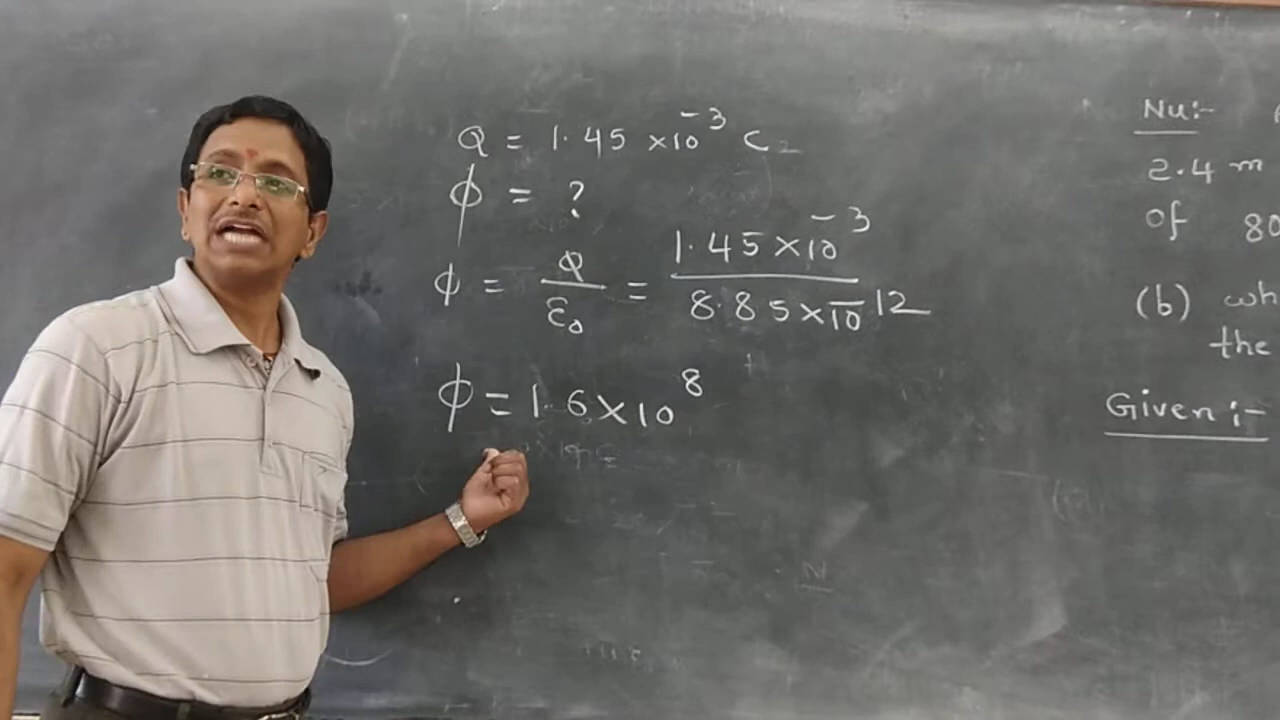 Q = 1.45 ×10⁻³ C
ϕ = ?
ϕ = Q/ε₀ = 1.45×10⁻³/8.85×10⁻¹²
ϕ = 1.6×10⁸
Nu:-
2.4 m
of 80
(b) wh
the
Given :-